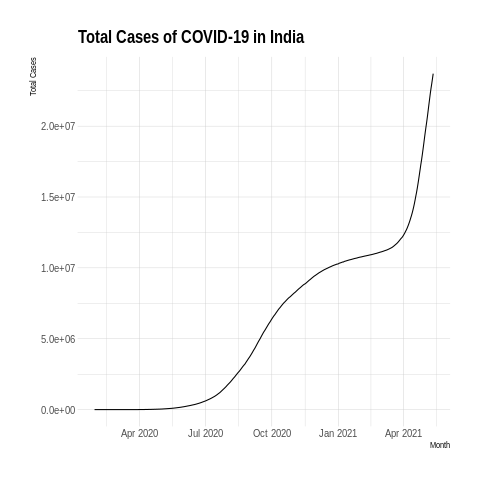 Total Cases of COVID-19 in India
Total Cases
2.0e+07
1.5e+07
1.0e+07
5.0e+06
0.0e+00
Apr 2020 Jul 2020 Oct 2020 Jan 2021 Apr 2021
Month